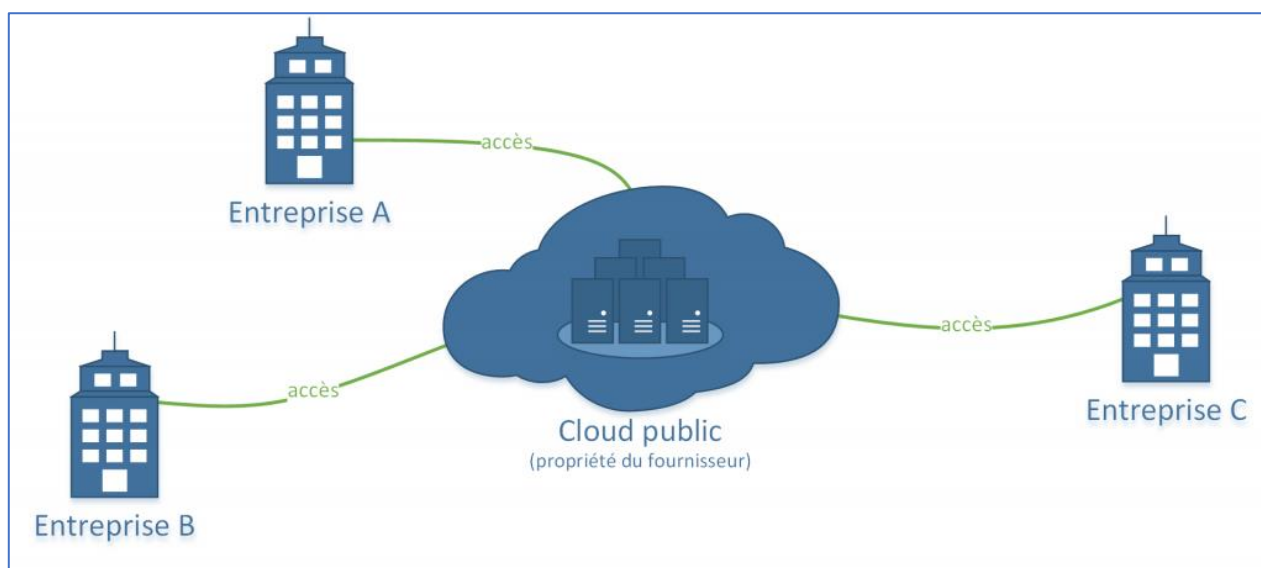 accès
Entreprise A
accès
Entreprise C
accès
Cloud public
(propriété du fournisseur)
Entreprise B